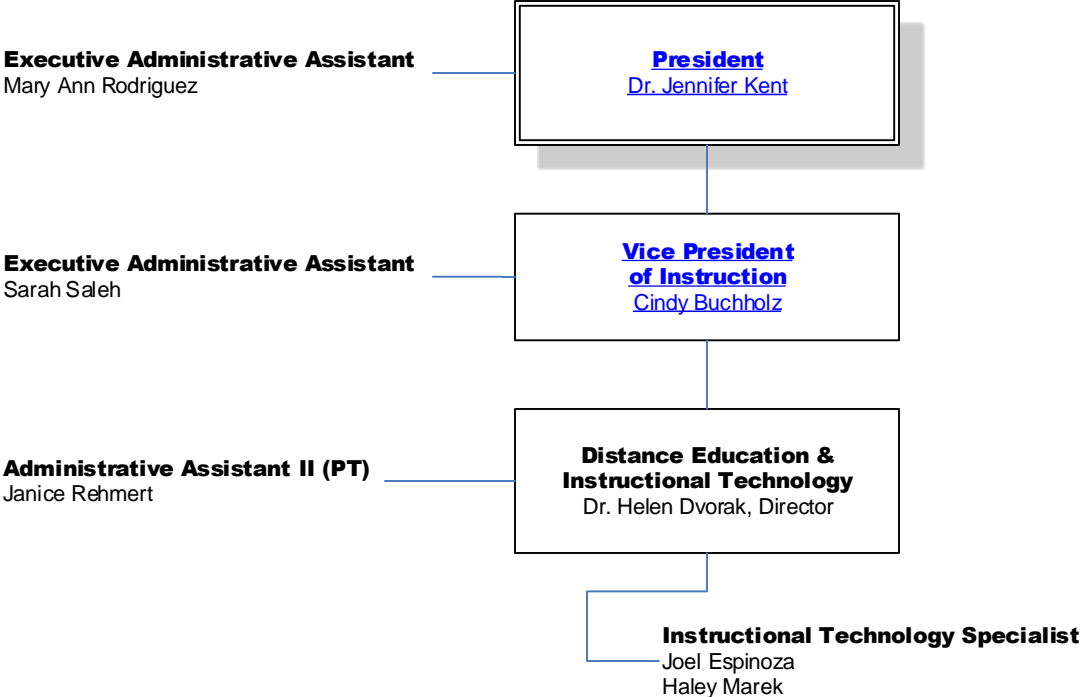 Executive Administrative Assistant
Mary Ann Rodriguez
President
Dr. Jennifer Kent
Executive Administrative Assistant
Sarah Saleh
Vice President
of Instruction
Cindy Buchholz
Administrative Assistant II (PT)
Janice Rehmert
Distance Education &
Instructional Technology
Dr. Helen Dvorak, Director
Instructional Technology Specialist
Joel Espinoza
Haley Marek